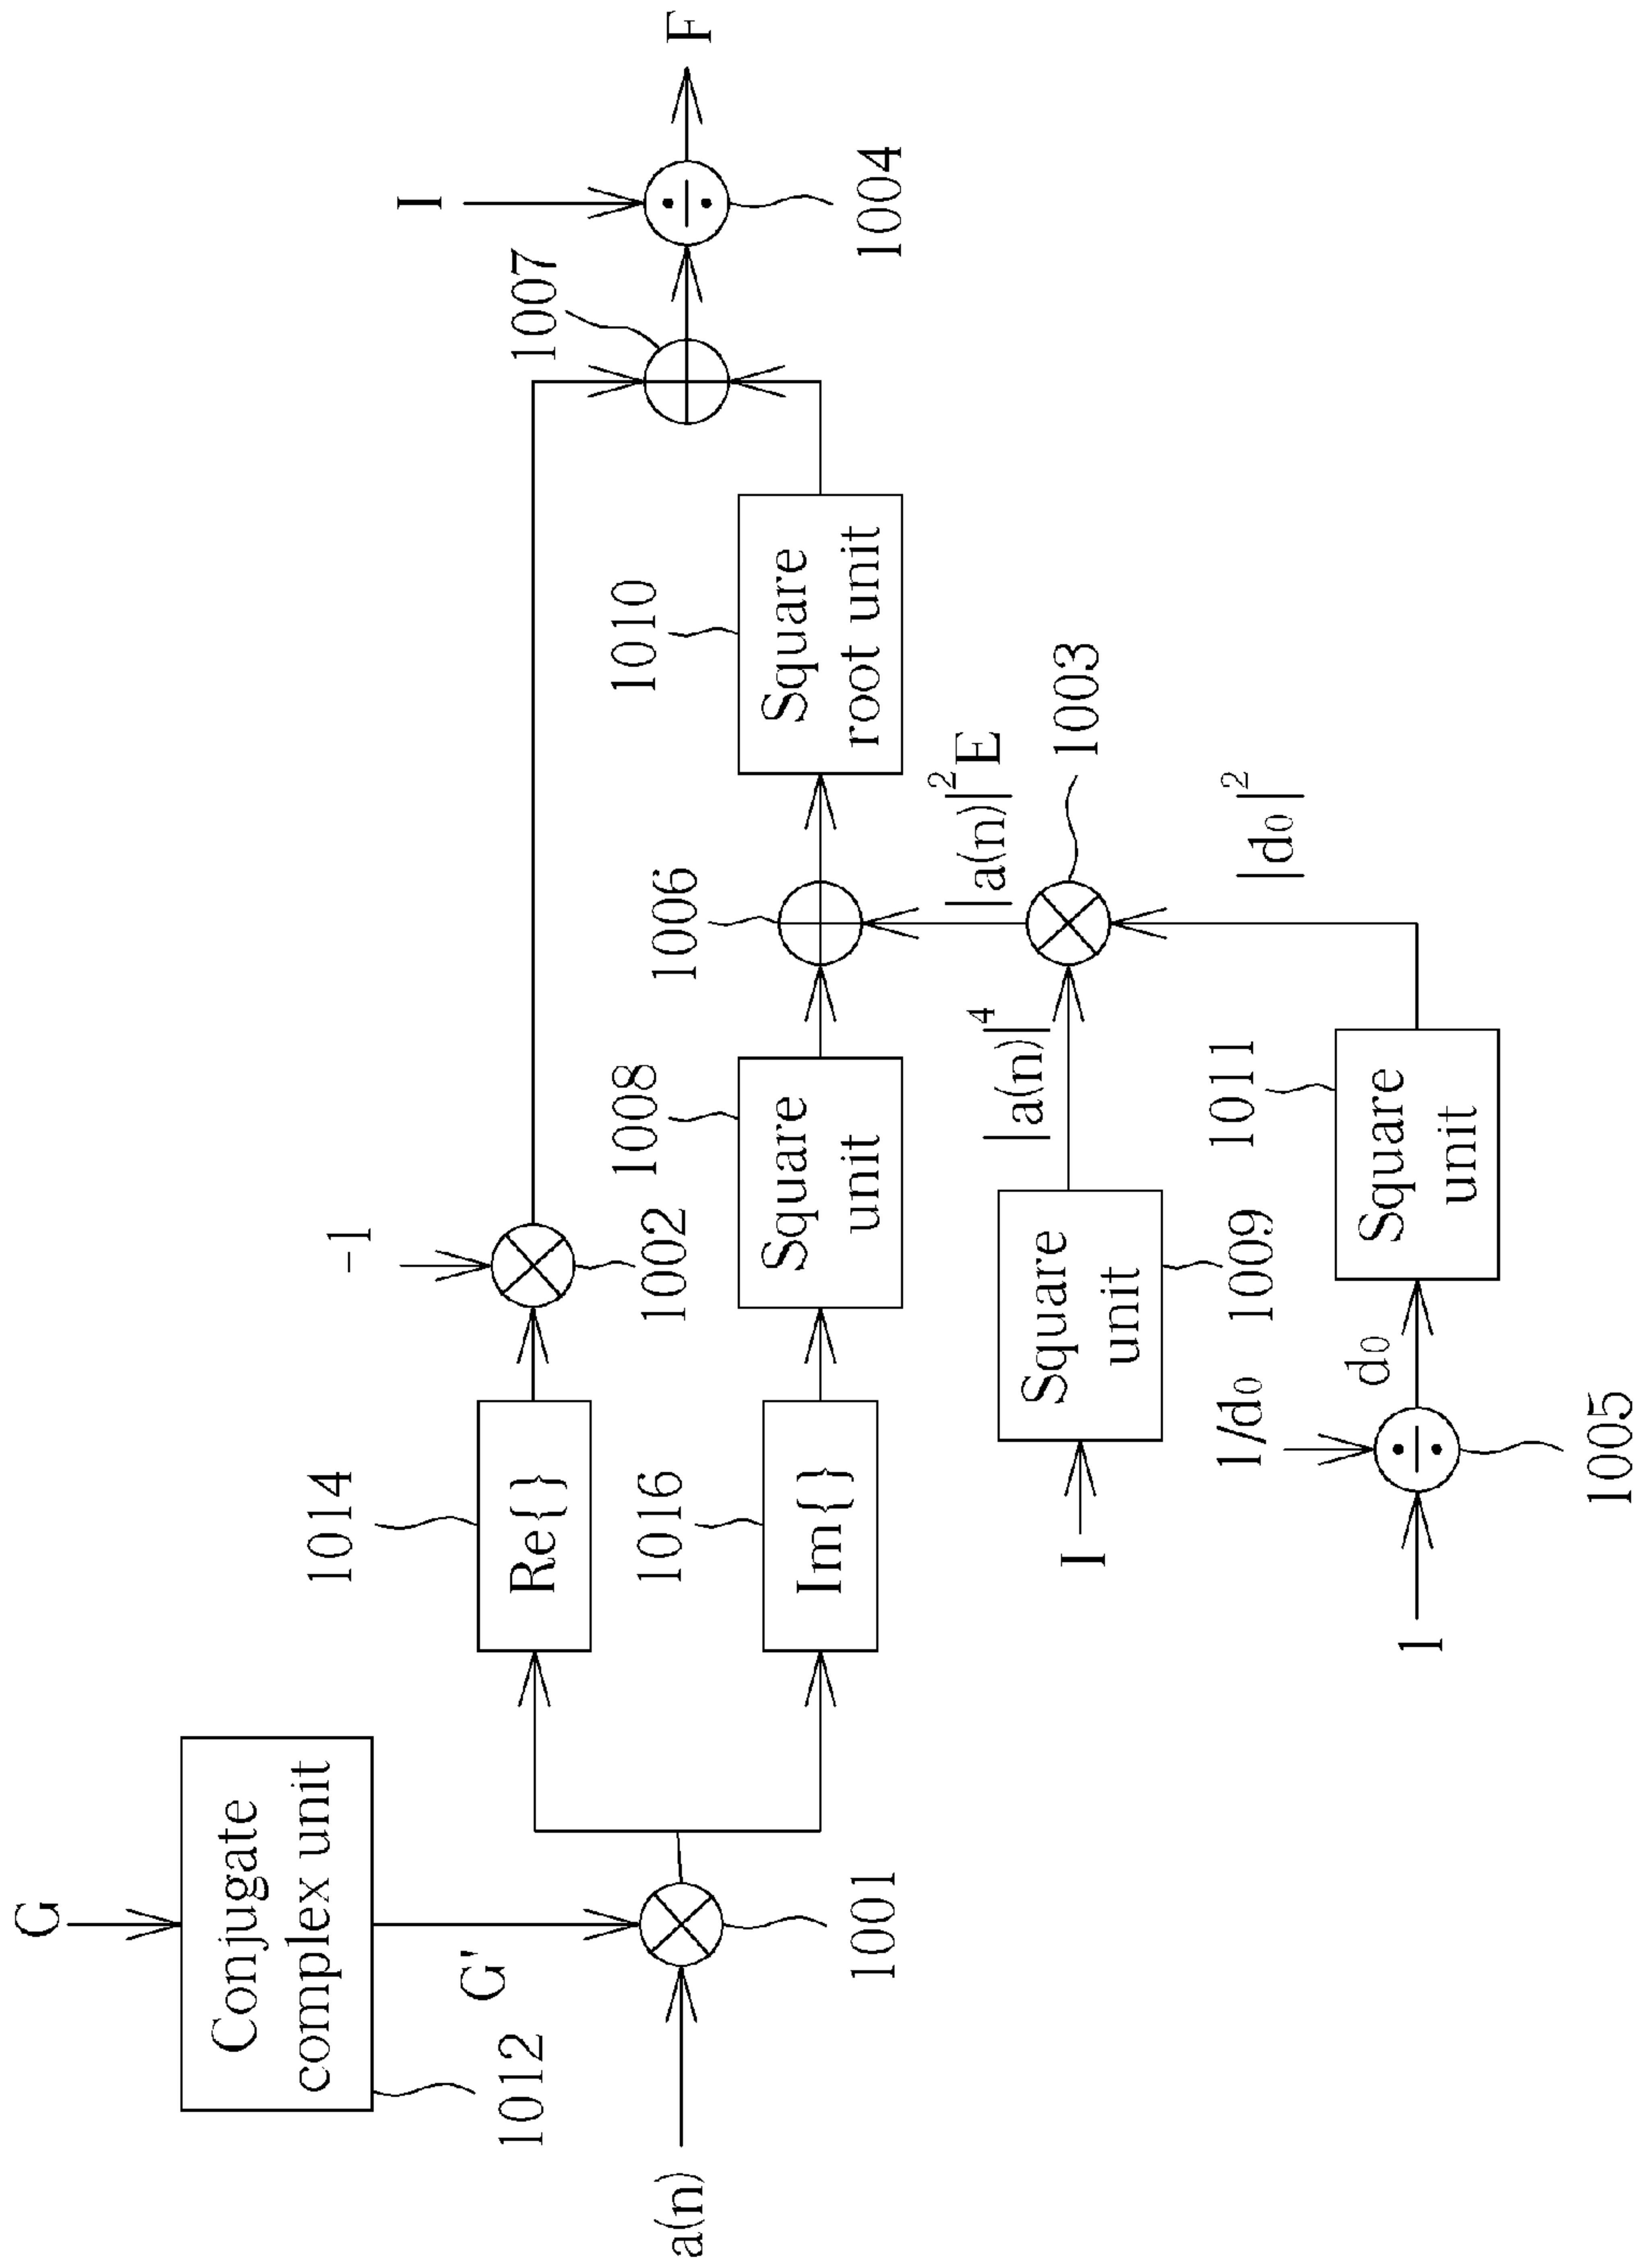 G
Conjugate
complex unit
1012
G'
a(n)
1001
1014
Re{}
1016
Im{}
-1
1002
1008
Square
unit
1006
1010
Square
root unit
1007
I
1004
F
I
Square
unit
1009
|a(n)|⁴
|a(n)|²E
1003
|d₀|²
1
1/d₀
1005
d₀
1011
Square
unit